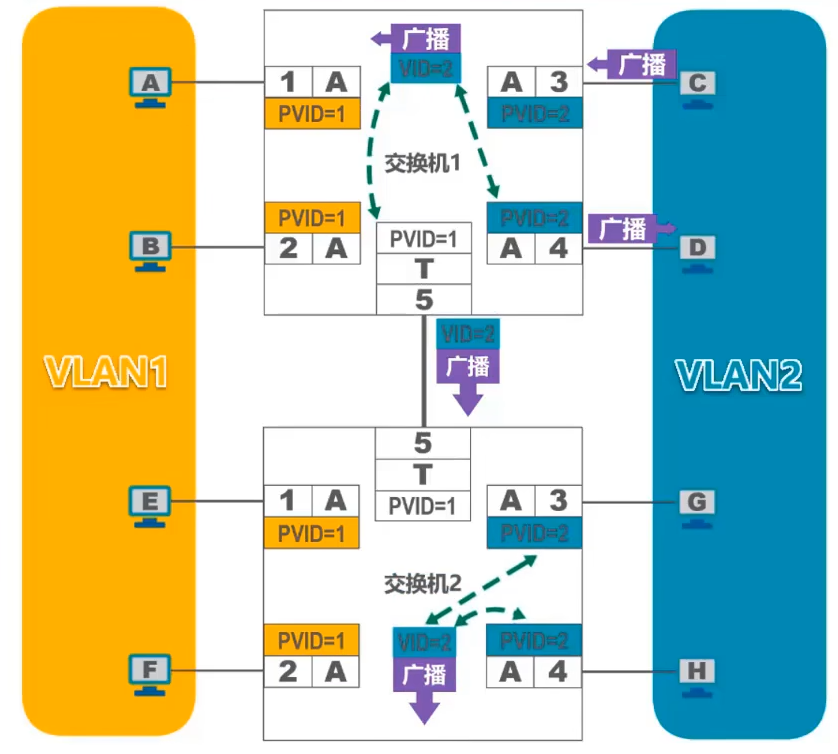 广播
VID=2
广播
A
1 A
PVID=1
A 3
PVID=2
C
交换机1
PVID=1
2 A
B
PVID=1
T
5
PVID=2
A 4
广播
D
VID=2
广播
VLAN1
VLAN2
5
T
PVID=1
E
1 A
PVID=1
A 3
PVID=2
G
交换机2
PVID=1
2 A
F
VID=2
广播
PVID=2
A 4
H